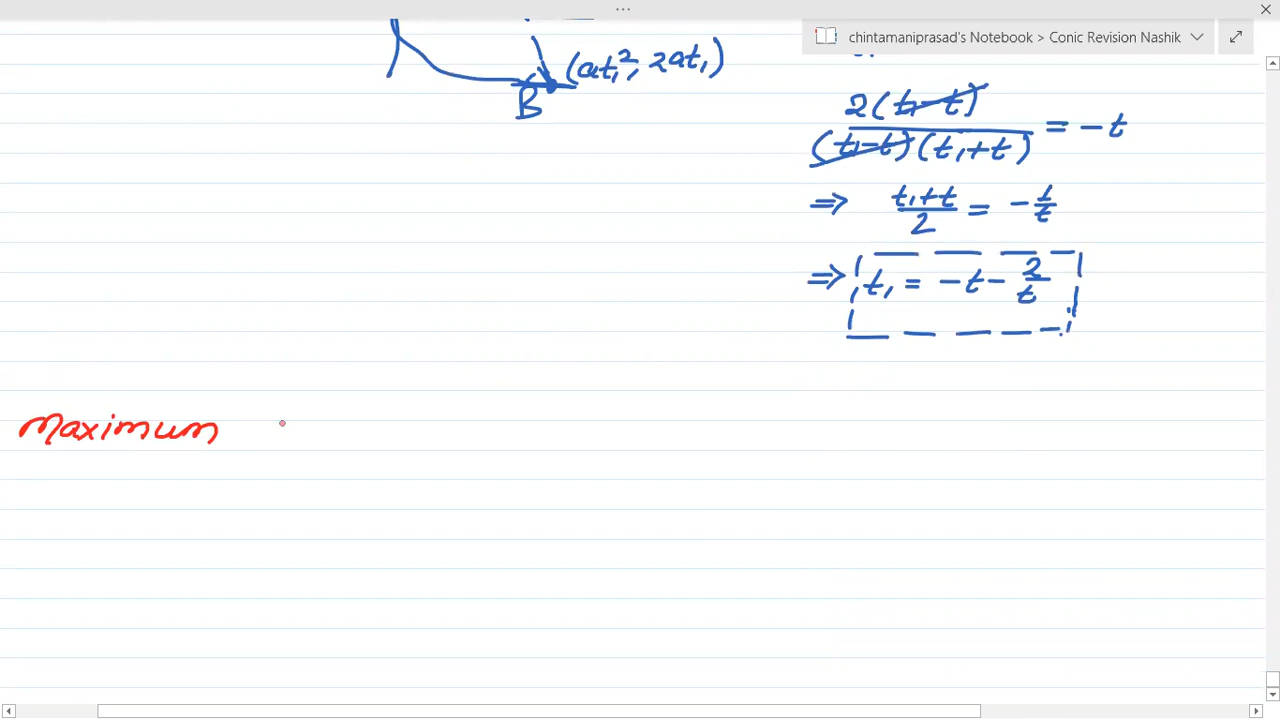 ...
chintamaniprasad's Notebook > Conic Revision Nashik
(at₁², 2at₁)
B
2(t₁-t)
(t₁-t)(t₁+t) = -t
⇒ (t₁+t)/2 = -1/t
⇒ t₁ = -t - 2/t
Maximum